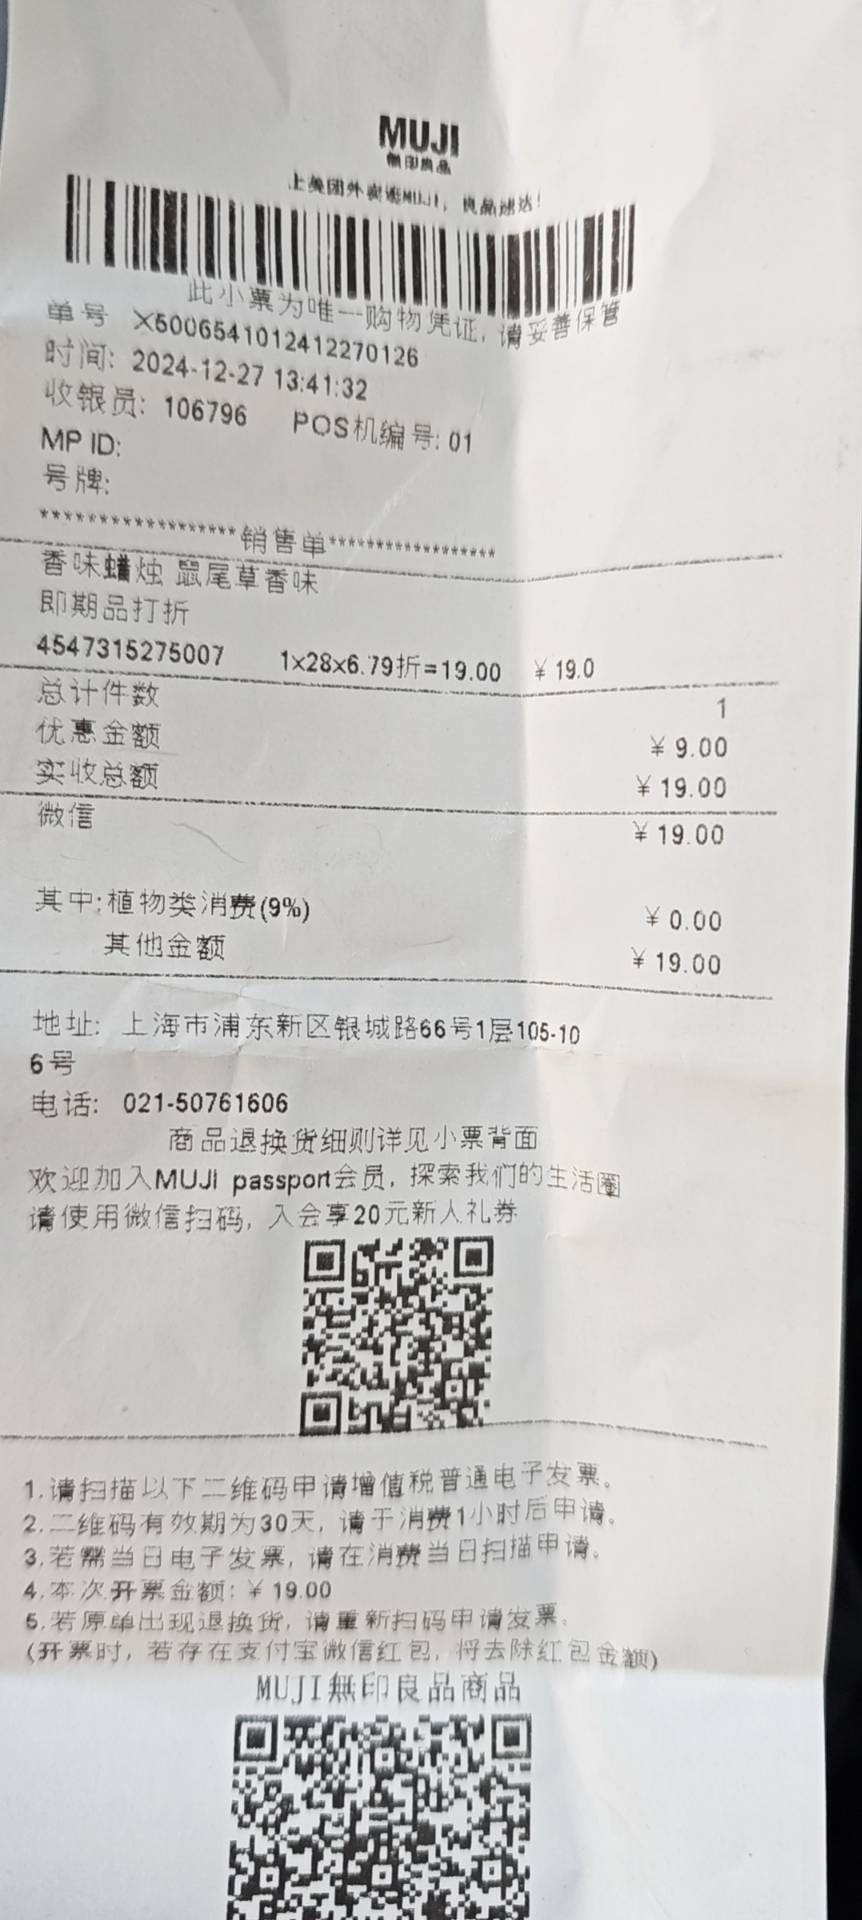 MUJI
無印良品
上美团外卖逛MUJI，良品速达！
此小票为唯一购物凭证，请妥善保管
单号 X5006541012412270126
时间: 2024-12-27 13:41:32
收银员: 106796 POS机编号: 01
MP ID:
号牌:
******************销售单******************
香味蜡烛 鼠尾草香味
即期品打折
4547315275007 1x28x6.79折=19.00 ￥19.0
总计件数 1
优惠金额 ￥9.00
实收总额 ￥19.00
微信 ￥19.00
其中:植物类消费(9%) ￥0.00
其他金额 ￥19.00
地址: 上海市浦东新区银城路66号1层105-10
6号
电话: 021-50761606
商品退换货细则详见小票背面
欢迎加入MUJI passport会员，探索我们的生活圈
请使用微信扫码，入会享20元新人礼券
1.请扫描以下二维码申请增值税普通电子发票。
2.二维码有效期为30天，请于消费1小时后申请。
3.若需当日电子发票，请在消费当日扫描申请。
4.本次开票金额:￥19.00
5.若原单出现退换货，请重新扫码申请发票。
(开票时，若存在支付宝微信红包，将去除红包金额)
MUJI無印良品商品